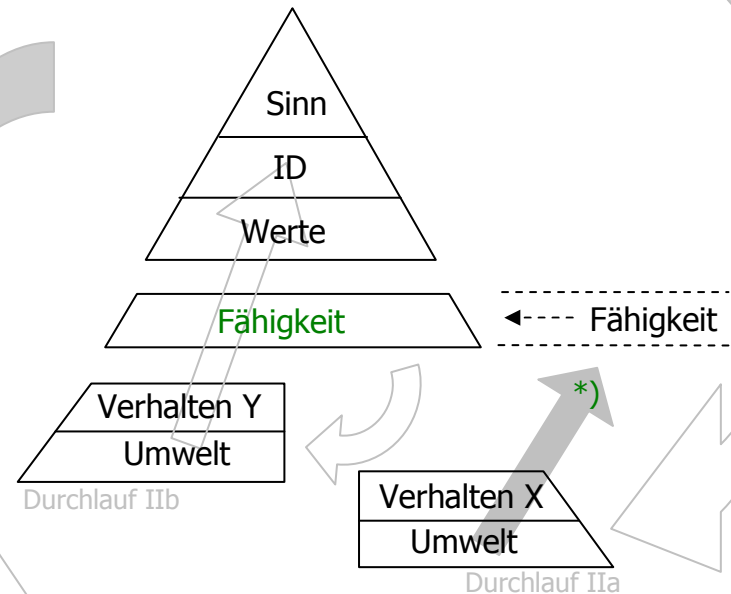 Sinn
ID
Werte
Fähigkeit
Fähigkeit
*)
Verhalten Y
Umwelt
Durchlauf IIb
Verhalten X
Umwelt
Durchlauf IIa